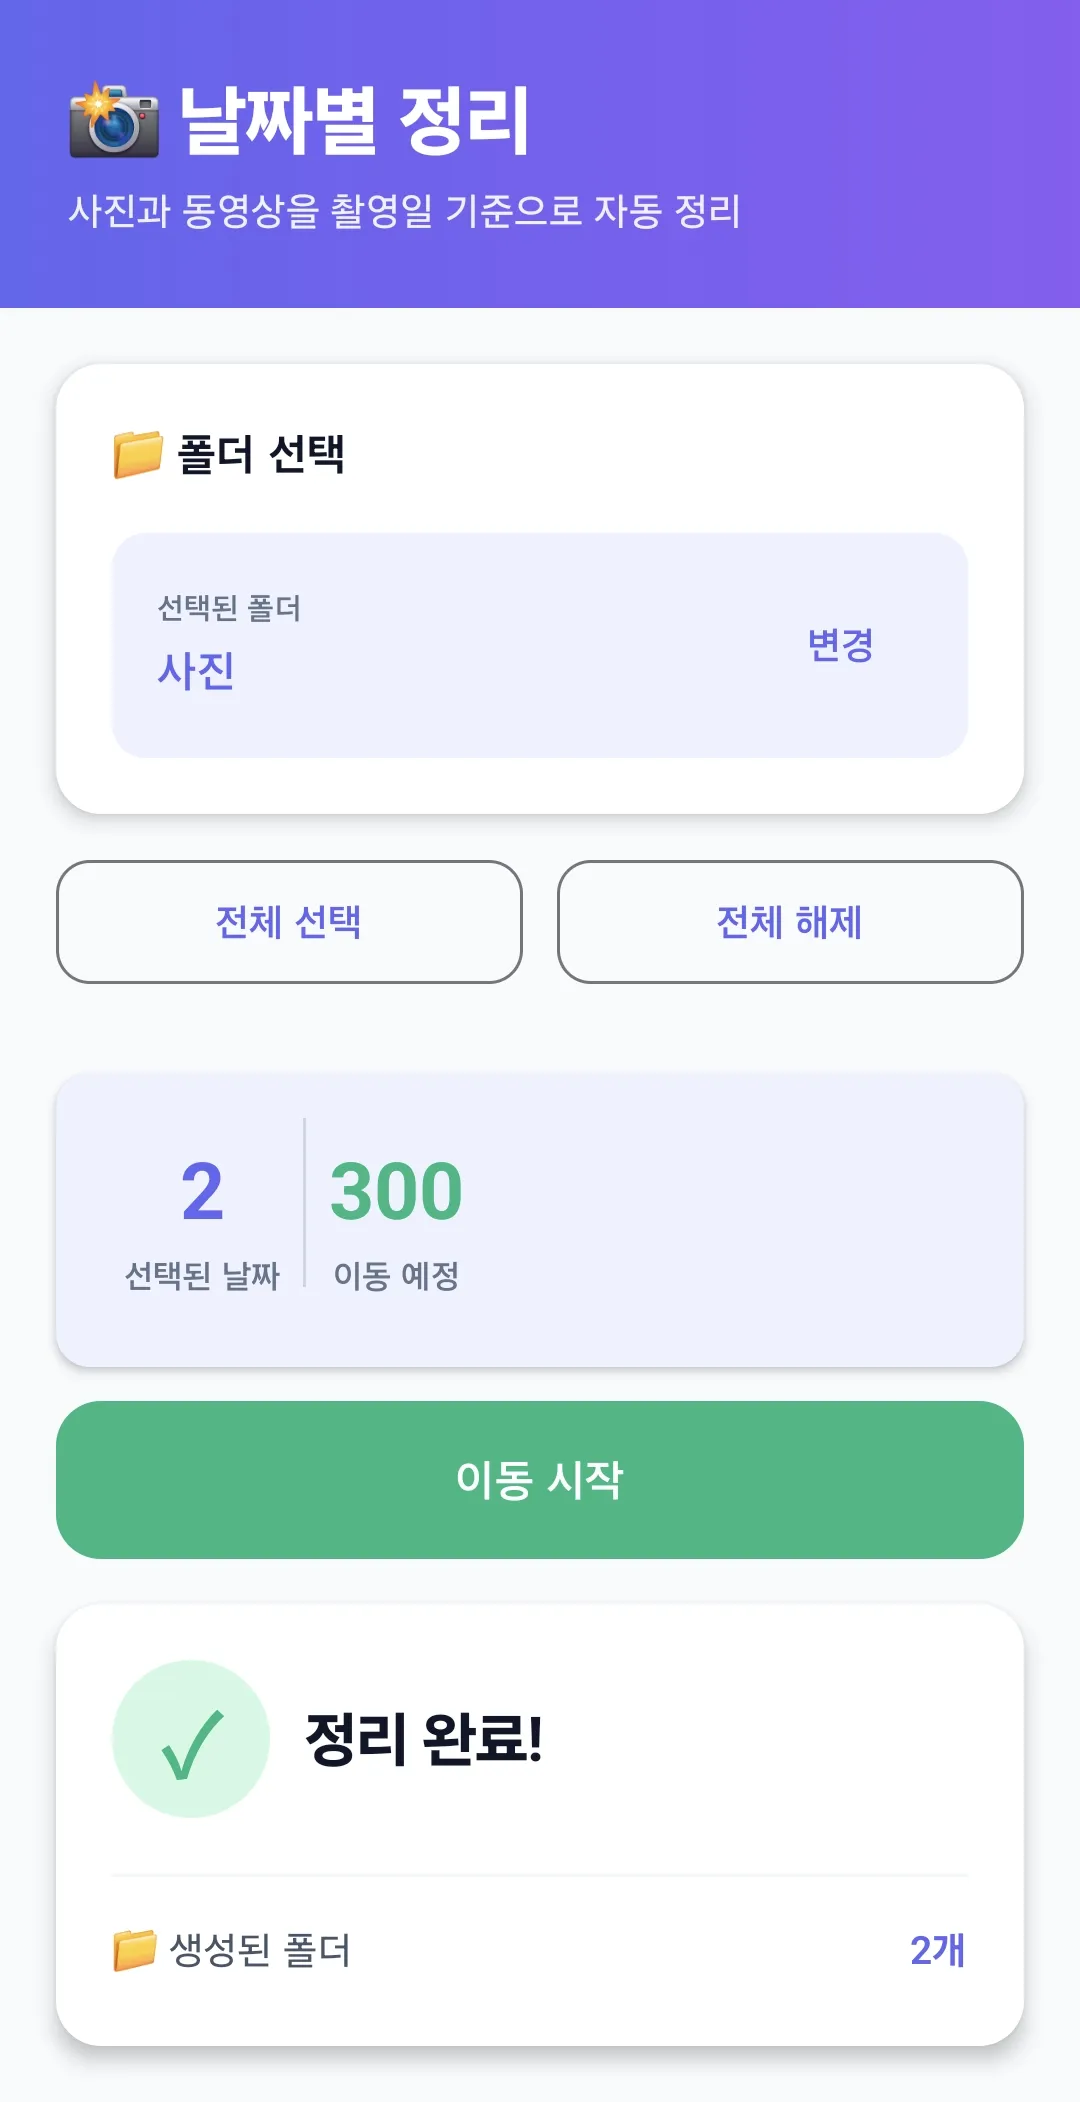 날짜별 정리
사진과 동영상을 촬영일 기준으로 자동 정리
폴더 선택
선택된 폴더
사진
변경
전체 선택
전체 해제
2
선택된 날짜
300
이동 예정
이동 시작
정리 완료!
생성된 폴더
2개